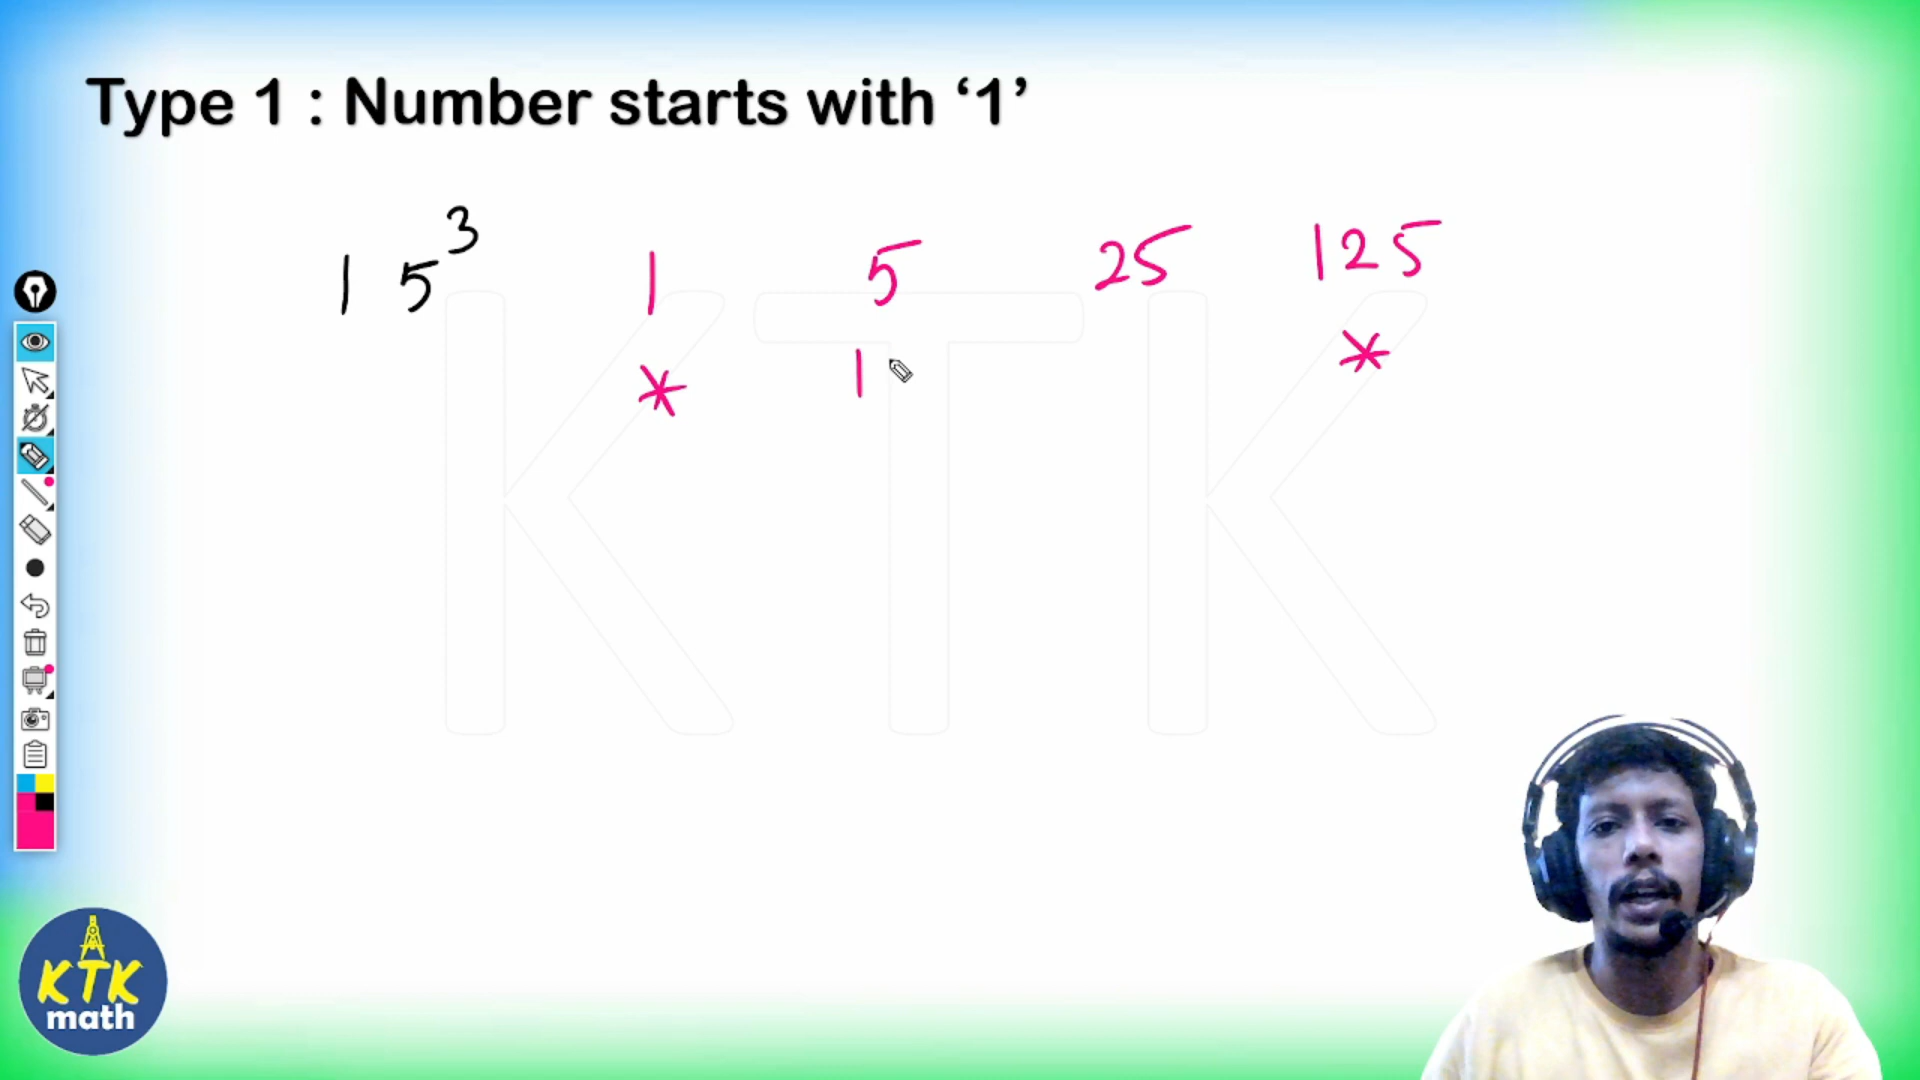 Type 1 : Number starts with ‘1’
15³ 1 5 25 125
* 1 *
KTK
KTK
math